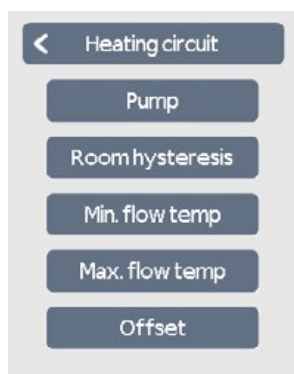 Heating circuit
Pump
Room hysteresis
Min. flow temp
Max. flow temp
Offset